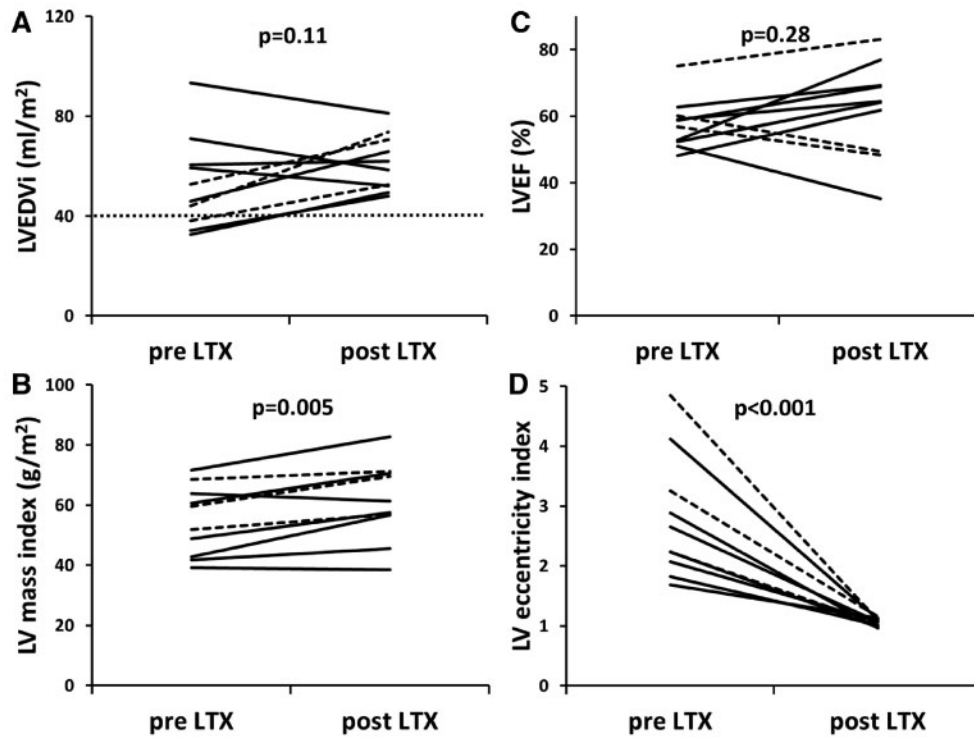 A
p=0.11
LVEDVi (ml/m²)
120
80
40
0
pre LTX
post LTX
C
p=0.28
LVEF (%)
80
60
40
20
0
pre LTX
post LTX
B
p=0.005
LV mass index (g/m²)
100
80
60
40
20
0
pre LTX
post LTX
D
p<0.001
LV eccentricity index
5
4
3
2
1
0
pre LTX
post LTX